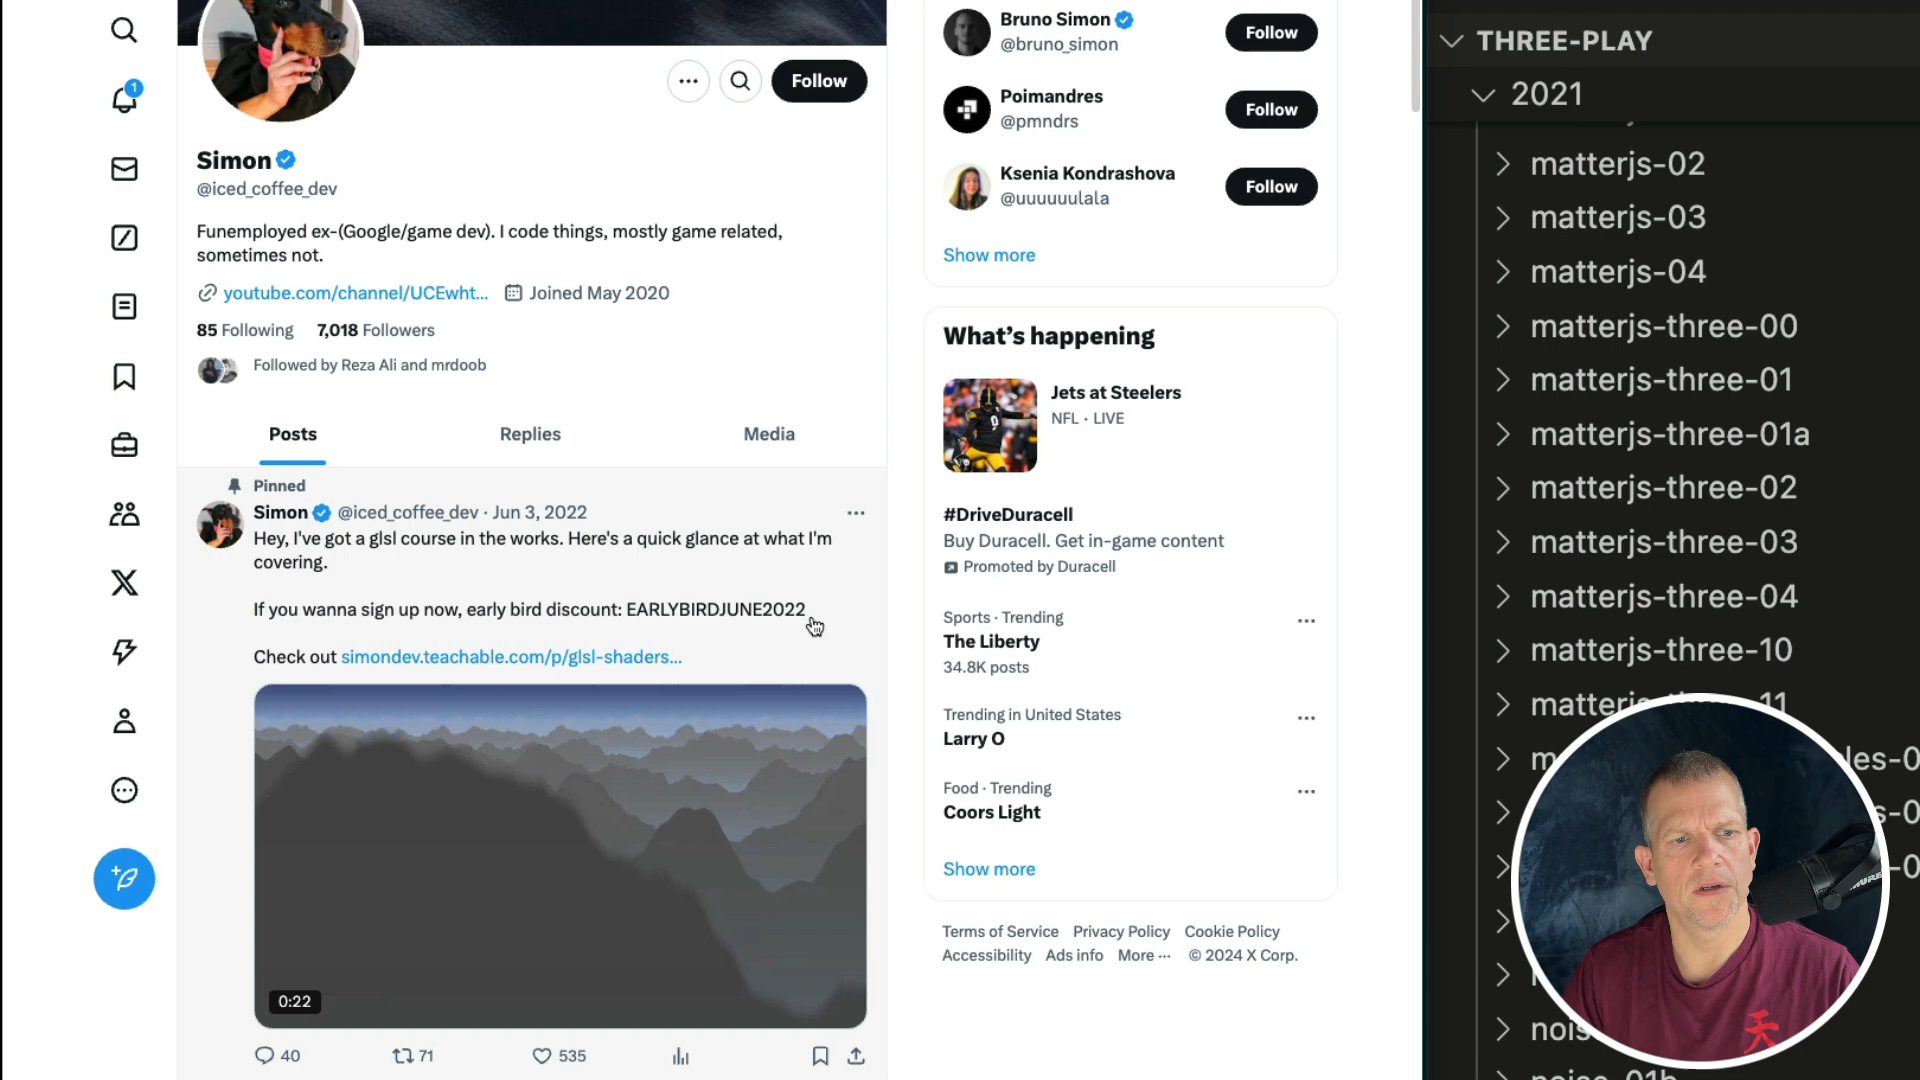 1
Follow
Simon
@iced_coffee_dev
Funemployed ex-(Google/game dev). I code things, mostly game related,
sometimes not.
youtube.com/channel/UCEwht... Joined May 2020
85 Following 7,018 Followers
Followed by Reza Ali and mrdoob
Posts Replies Media
Pinned
Simon @iced_coffee_dev · Jun 3, 2022
Hey, I've got a glsl course in the works. Here's a quick glance at what I'm
covering.
If you wanna sign up now, early bird discount: EARLYBIRDJUNE2022
Check out simondev.teachable.com/p/glsl-shaders...
0:22
40 71 535
Bruno Simon
@bruno_simon
Follow
Poimandres
@pmndrs
Follow
Ksenia Kondrashova
@uuuuuulala
Follow
Show more
What's happening
Jets at Steelers
NFL · LIVE
#DriveDuracell
Buy Duracell. Get in-game content
Promoted by Duracell
Sports · Trending
The Liberty
34.8K posts
Trending in United States
Larry O
Food · Trending
Coors Light
Show more
Terms of Service Privacy Policy Cookie Policy
Accessibility Ads info More ··· © 2024 X Corp.
THREE-PLAY
2021
matterjs-02
matterjs-03
matterjs-04
matterjs-three-00
matterjs-three-01
matterjs-three-01a
matterjs-three-02
matterjs-three-03
matterjs-three-04
matterjs-three-10
SHURE
天